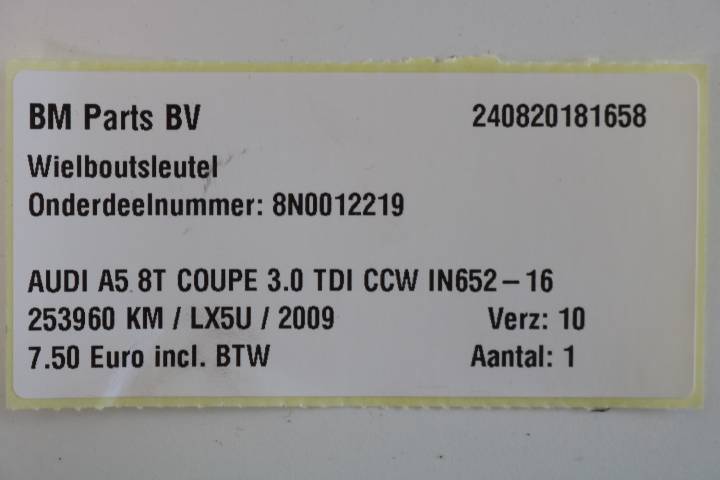 BM Parts BV 240820181658
Wielboutsleutel
Onderdeelnummer: 8N0012219
AUDI A5 8T COUPE 3.0 TDI CCW IN652-16
253960 KM / LX5U / 2009 Verz: 10
7.50 Euro incl. BTW Aantal: 1